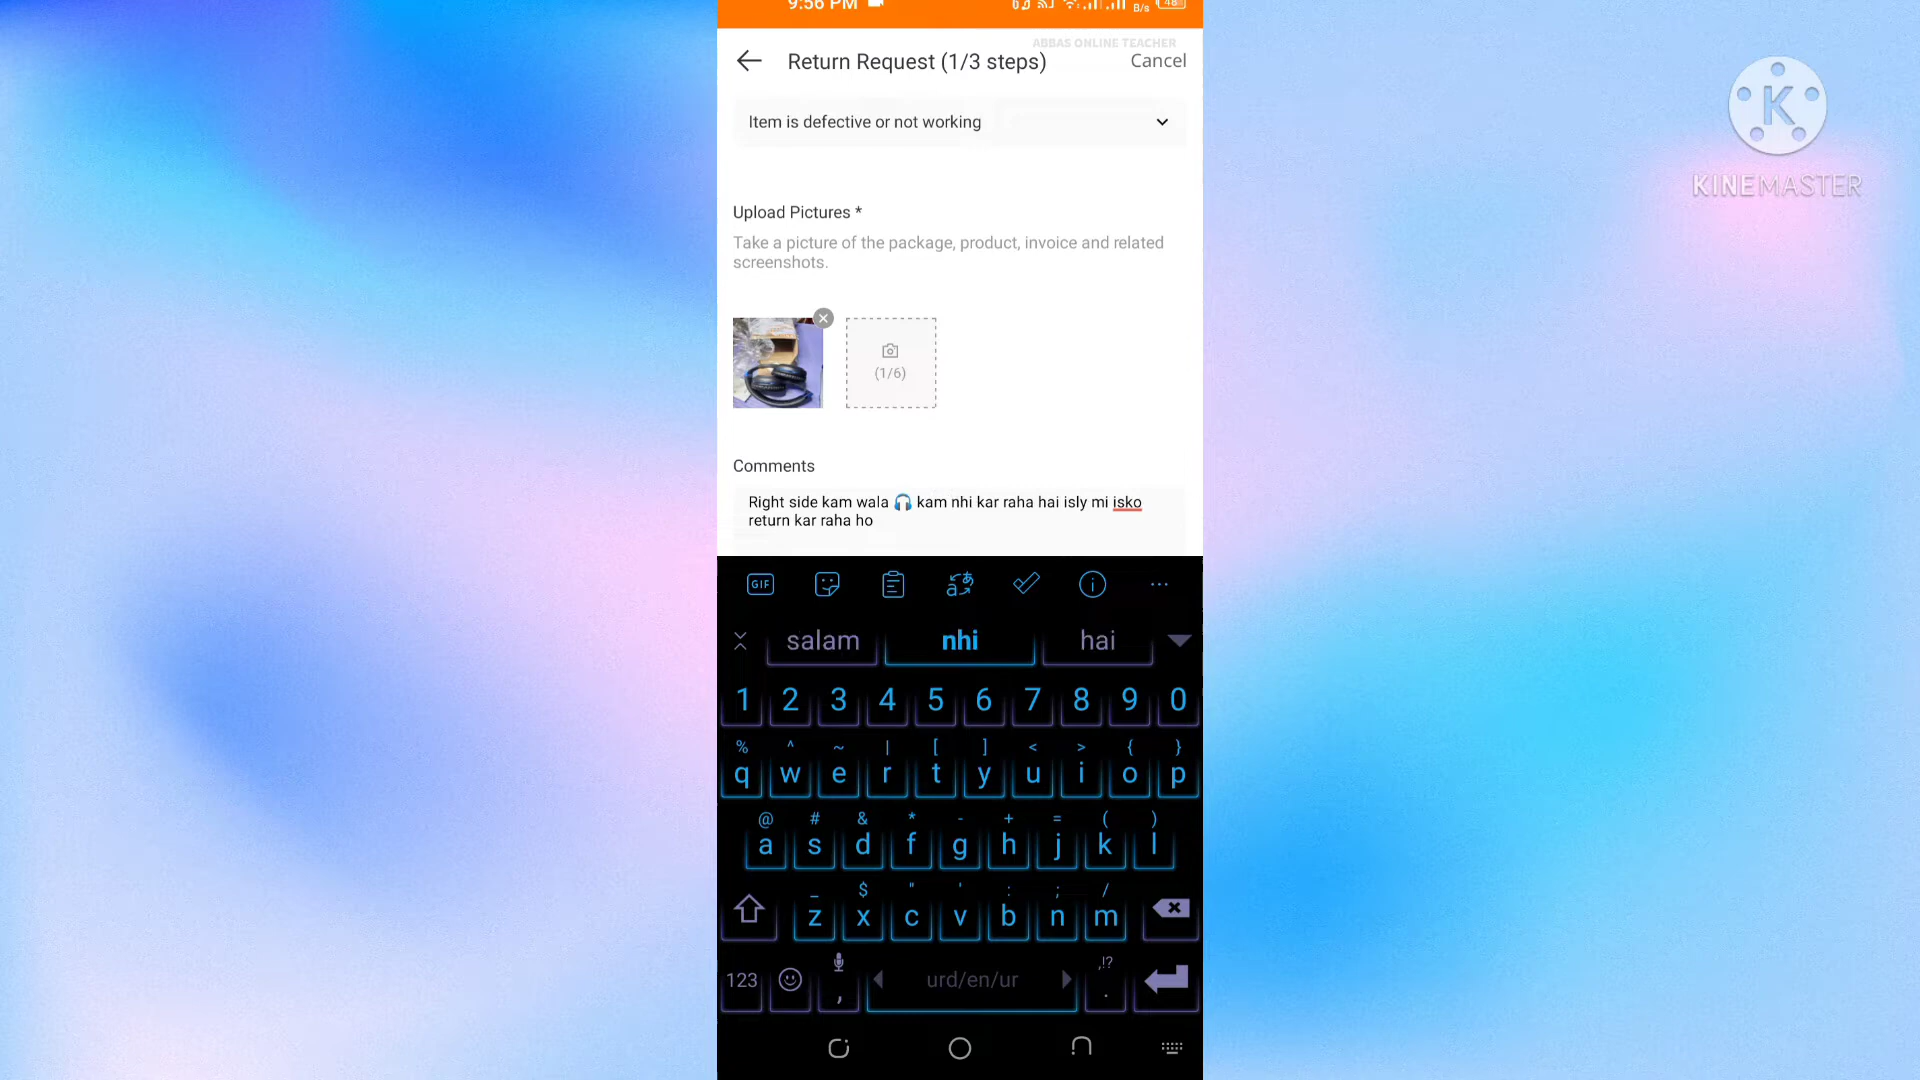 9:56 PM
B/s
48
ABBAS ONLINE TEACHER
Return Request (1/3 steps)
Cancel
Item is defective or not working
KINEMASTER
Upload Pictures *
Take a picture of the package, product, invoice and related
screenshots.
(1/6)
Comments
Right side kam wala 🎧 kam nhi kar raha hai isly mi isko
return kar raha ho
GIF
salam nhi hai
1 2 3 4 5 6 7 8 9 0
% ^ ~ | [ ] < > { }
q w e r t y u i o p
@ # & * - + = ( )
a s d f g h j k l
_ $ " ' : ; /
z x c v b n m
,!?
123 , urd/en/ur .